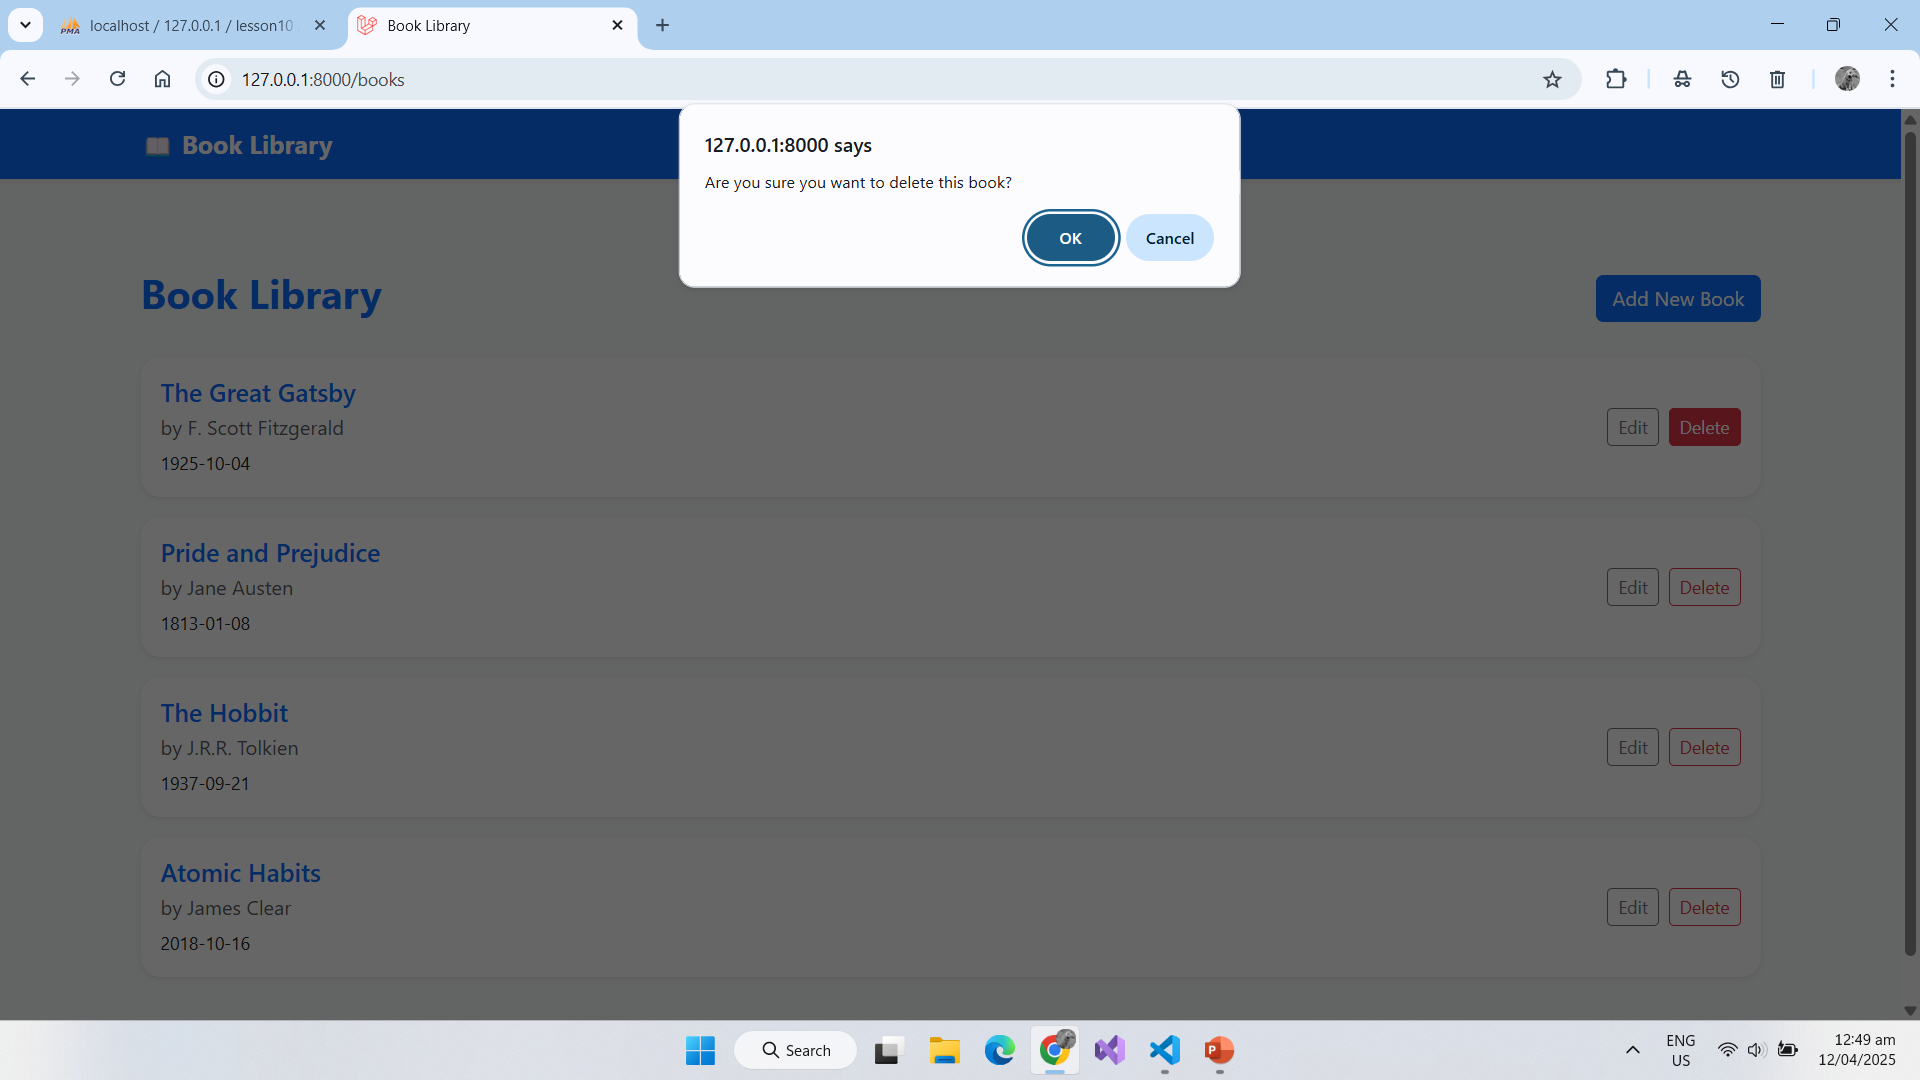 localhost / 127.0.0.1 / lesson10
Book Library
127.0.0.1:8000/books
Book Library
127.0.0.1:8000 says
Are you sure you want to delete this book?
OK
Cancel
Book Library
Add New Book
The Great Gatsby
by F. Scott Fitzgerald
1925-10-04
Edit
Delete
Pride and Prejudice
by Jane Austen
1813-01-08
Edit
Delete
The Hobbit
by J.R.R. Tolkien
1937-09-21
Edit
Delete
Atomic Habits
by James Clear
2018-10-16
Edit
Delete
Search
ENG
US
12:49 am
12/04/2025